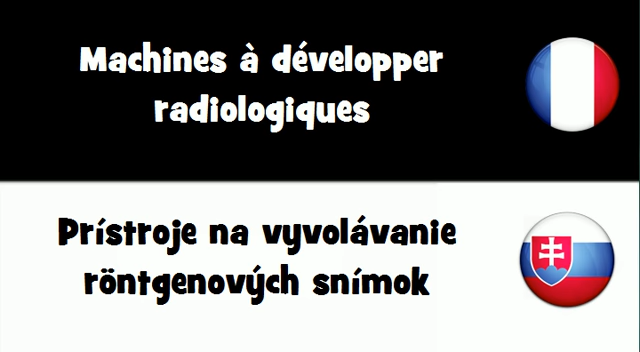 Machines à développer
radiologiques
Prístroje na vyvolávanie
röntgenových snímok